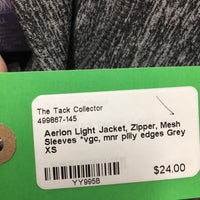 The Tack Collector
499867-145
Aerion Light Jacket, Zipper, Mesh
Sleeves *vgc, mnr pilly edges Grey
XS
$24.00
YY995B